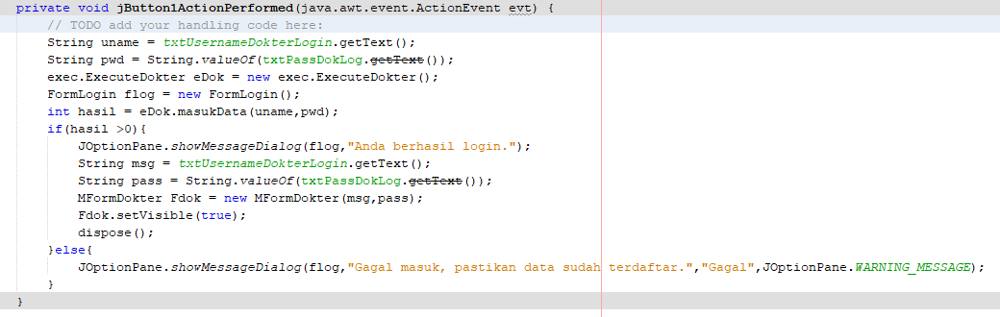 private void jButton1ActionPerformed(java.awt.event.ActionEvent evt) {
// TODO add your handling code here:
String uname = txtUsernameDokterLogin.getText();
String pwd = String.valueOf(txtPassDokLog.getText());
exec.ExecuteDokter eDok = new exec.ExecuteDokter();
FormLogin flog = new FormLogin();
int hasil = eDok.masukData(uname,pwd);
if(hasil >0){
JOptionPane.showMessageDialog(flog,"Anda berhasil login.");
String msg = txtUsernameDokterLogin.getText();
String pass = String.valueOf(txtPassDokLog.getText());
MFormDokter Fdok = new MFormDokter(msg,pass);
Fdok.setVisible(true);
dispose();
}else{
JOptionPane.showMessageDialog(flog,"Gagal masuk, pastikan data sudah terdaftar.","Gagal",JOptionPane.WARNING_MESSAGE);
}
}